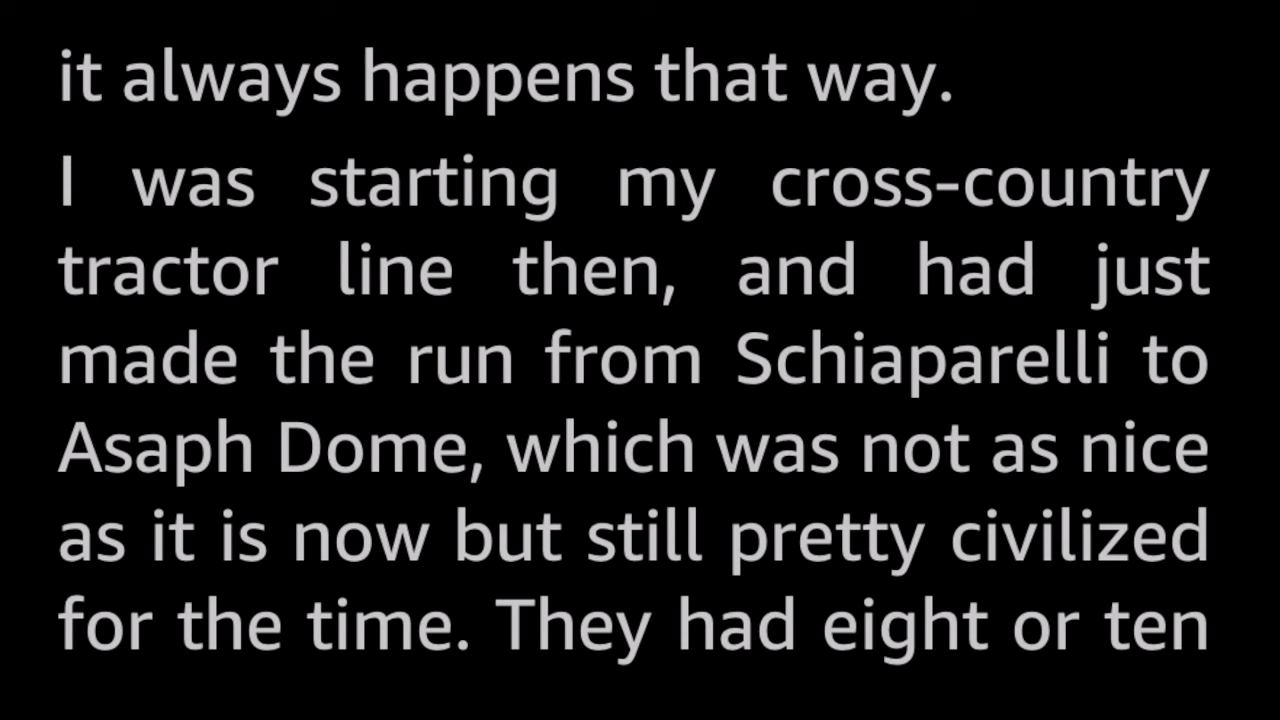 it always happens that way.
I was starting my cross-country
tractor line then, and had just
made the run from Schiaparelli to
Asaph Dome, which was not as nice
as it is now but still pretty civilized
for the time. They had eight or ten